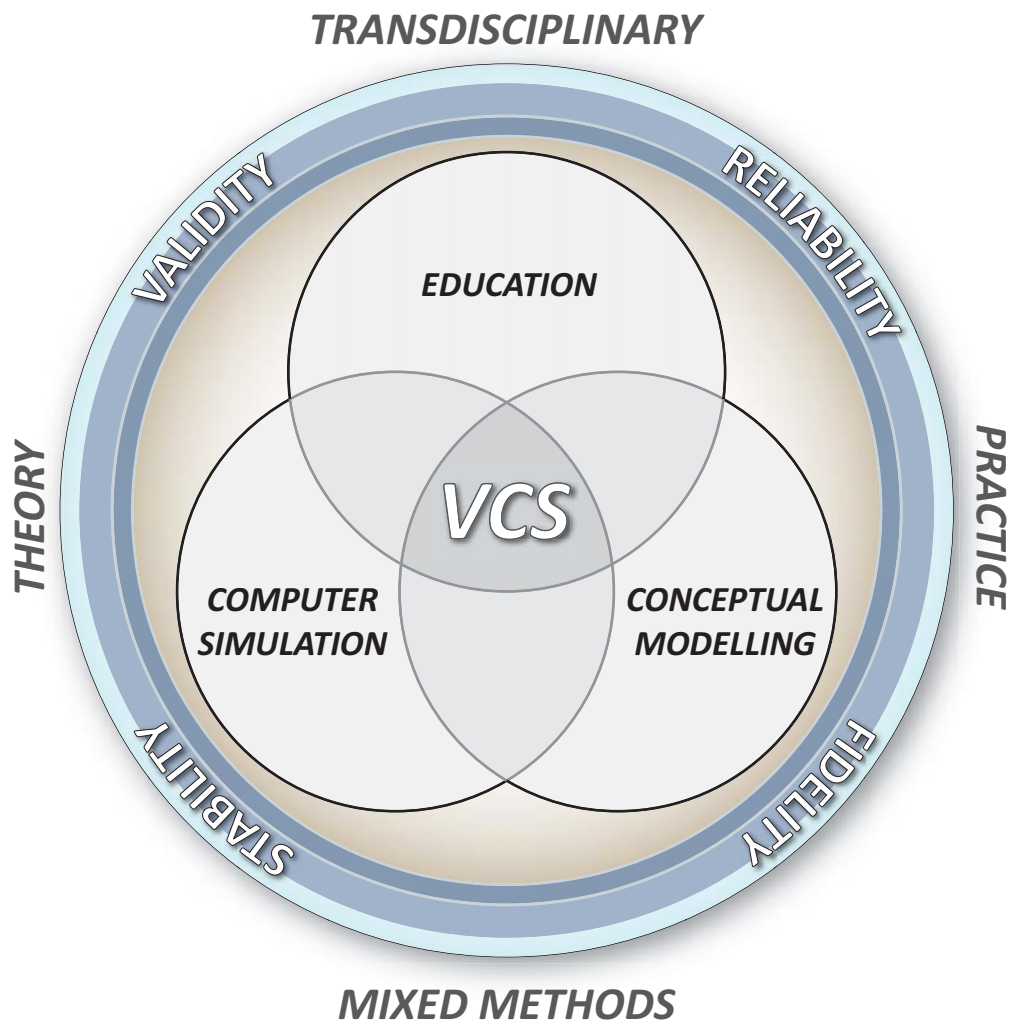 TRANSDISCIPLINARY
VALIDITY
RELIABILITY
EDUCATION
THEORY
VCS
PRACTICE
COMPUTER
SIMULATION
CONCEPTUAL
MODELLING
STABILITY
FIDELITY
MIXED METHODS